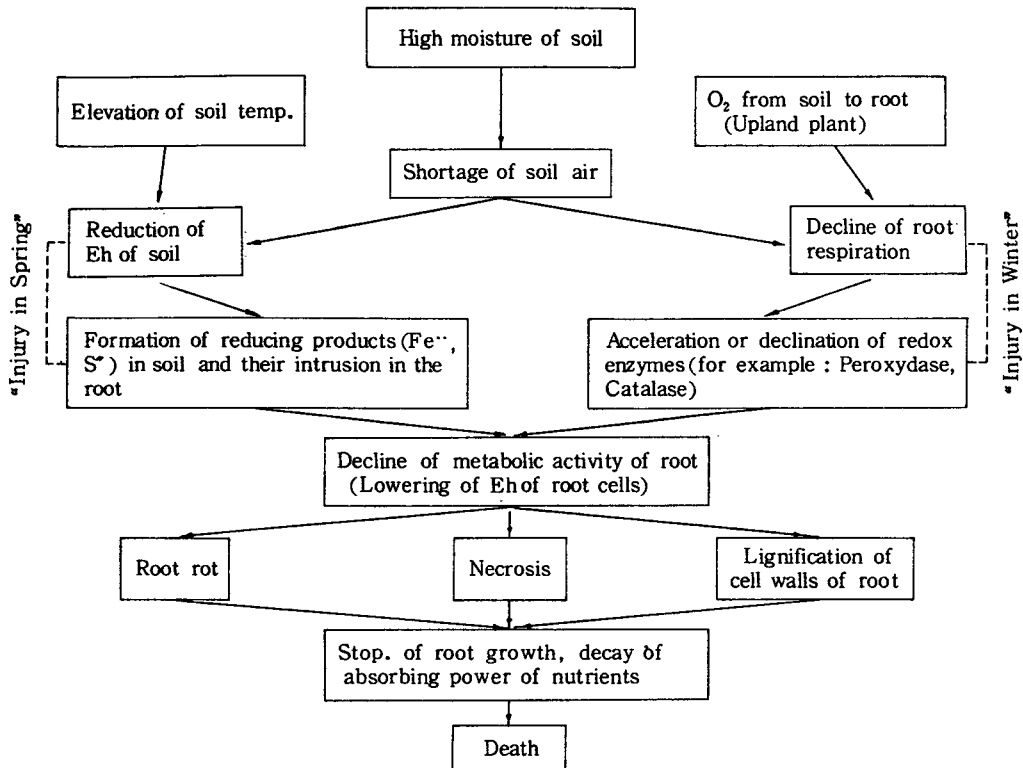 High moisture of soil
Elevation of soil temp.
O₂ from soil to root
(Upland plant)
Shortage of soil air
"Injury in Spring"
Reduction of
Eh of soil
Decline of root
respiration
"Injury in Winter"
Formation of reducing products (Fe··,
S″) in soil and their intrusion in the
root
Acceleration or declination of redox
enzymes (for example : Peroxydase,
Catalase)
Decline of metabolic activity of root
(Lowering of Eh of root cells)
Root rot
Necrosis
Lignification of
cell walls of root
Stop. of root growth, decay of
absorbing power of nutrients
Death